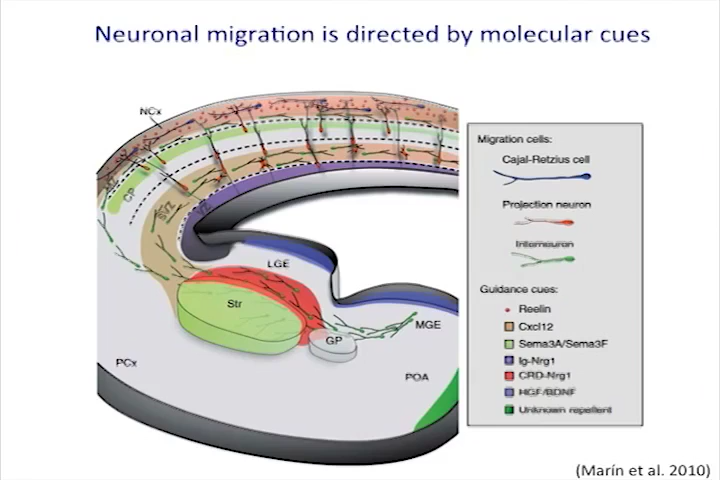 Neuronal migration is directed by molecular cues
NCx
CP
SVZ
VZ
LGE
Str
GP
MGE
PCx
POA
Migration cells:
Cajal-Retzius cell
Projection neuron
Interneuron
Guidance cues:
Reelin
Cxcl12
Sema3A/Sema3F
Ig-Nrg1
CRD-Nrg1
HGF/BDNF
Unknown repellent
(Marín et al. 2010)